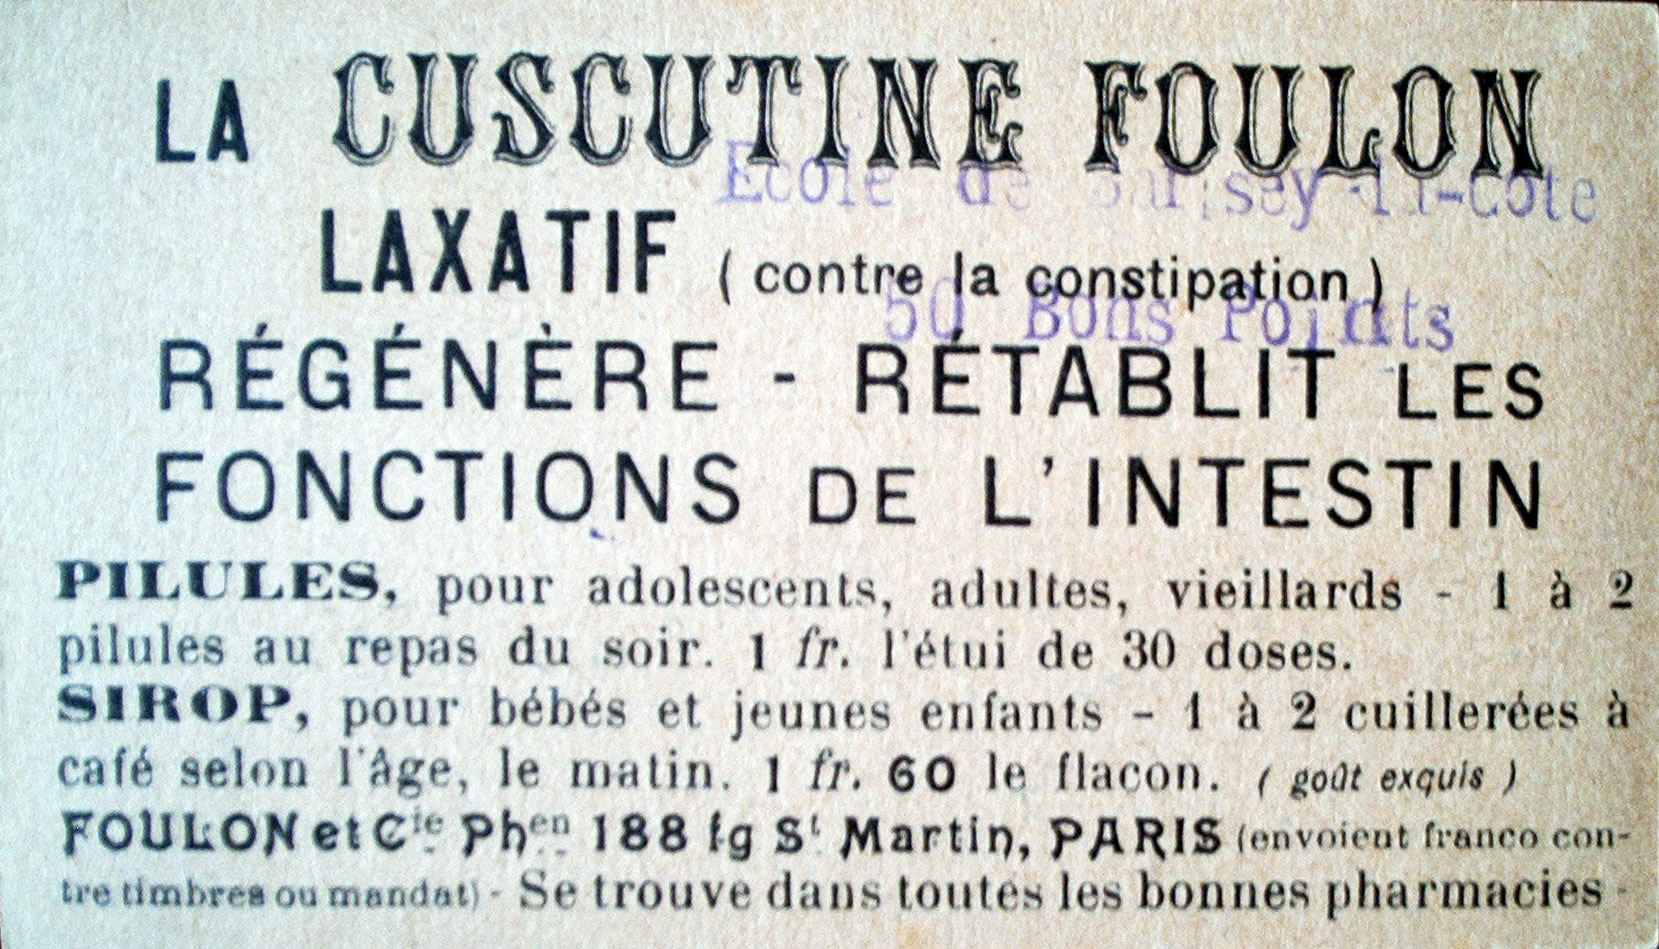 LA CUSCUTINE FOULON
Ecole de -la-cote
LAXATIF ( contre la constipation )
50 Bons Points
RÉGÉNÈRE - RÉTABLIT LES
FONCTIONS DE L'INTESTIN
PILULES, pour adolescents, adultes, vieillards - 1 à 2
pilules au repas du soir. 1 fr. l'étui de 30 doses.
SIROP, pour bébés et jeunes enfants - 1 à 2 cuillerées à
café selon l'âge, le matin. 1 fr. 60 le flacon. ( goût exquis )
FOULON et Cie Phen 188 fg St Martin, PARIS (envoient franco con-
tre timbres ou mandat) - Se trouve dans toutes les bonnes pharmacies -